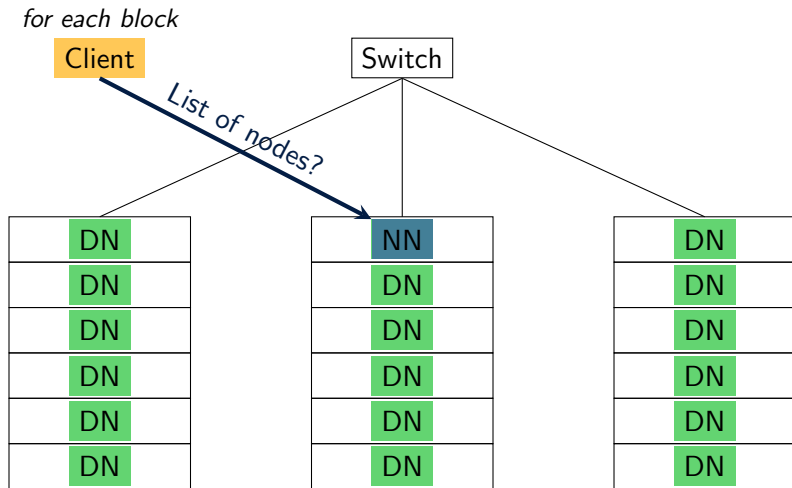 for each block
Client
Switch
List of nodes?
DN NN DN
DN DN DN
DN DN DN
DN DN DN
DN DN DN
DN DN DN